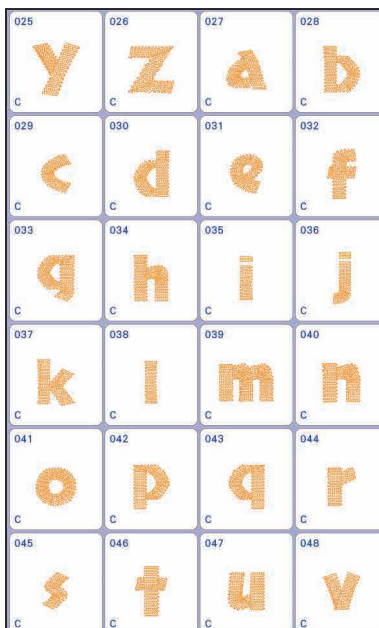 025 026 027 028
y z a b
C C C C
029 030 031 032
c d e f
C C C C
033 034 035 036
g h i j
C C C C
037 038 039 040
k l m n
C C C C
041 042 043 044
o p q r
C C C C
045 046 047 048
s t u v
C C C C